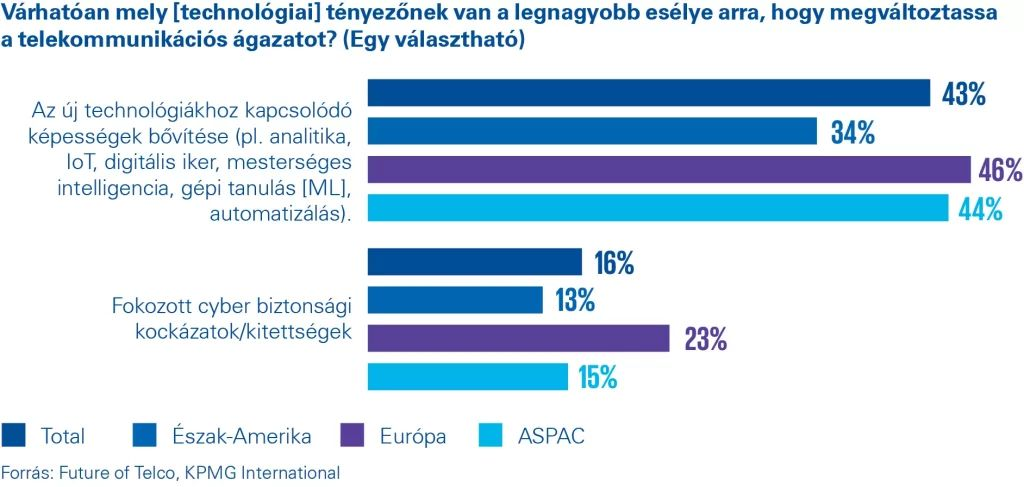 Várhatóan mely [technológiai] tényezőnek van a legnagyobb esélye arra, hogy megváltoztassa
a telekommunikációs ágazatot? (Egy választható)
Az új technológiákhoz kapcsolódó
képességek bővítése (pl. analitika,
IoT, digitális iker, mesterséges
intelligencia, gépi tanulás [ML],
automatizálás).
43%
34%
46%
44%
Fokozott cyber biztonsági
kockázatok/kitettségek
16%
13%
23%
15%
Total
Észak-Amerika
Európa
ASPAC
Forrás: Future of Telco, KPMG International